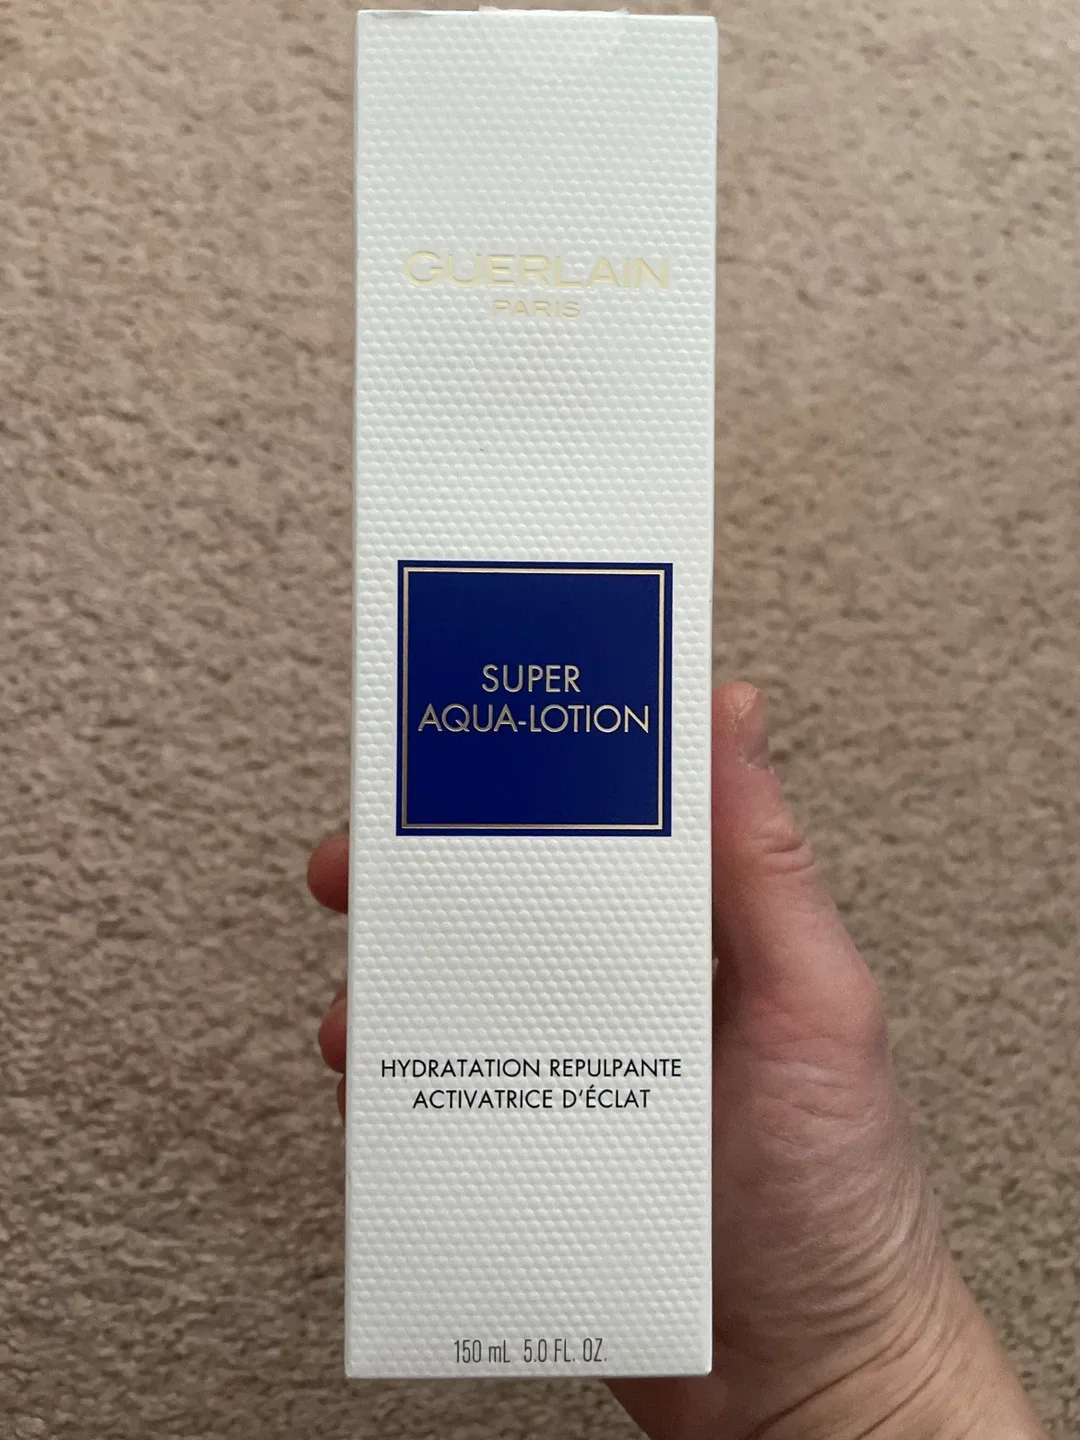 GUERLAIN
PARIS
SUPER
AQUA-LOTION
HYDRATATION REPULPANTE
ACTIVATRICE D'ÉCLAT
150 mL 5.0 FL. OZ.